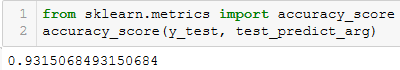 1 from sklearn.metrics import accuracy_score
2 accuracy_score(y_test, test_predict_arg)
0.9315068493150684